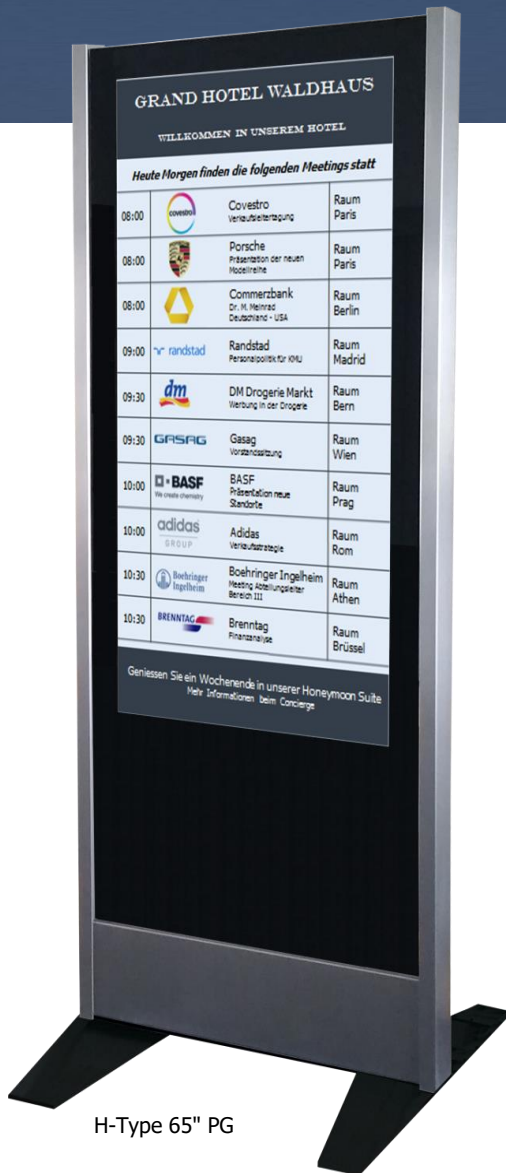 GRAND HOTEL WALDHAUS
WILLKOMMEN IN UNSEREM HOTEL
Heute Morgen finden die folgenden Meetings statt
08:00 covestro Covestro Raum
Verkaufsleitertagung Paris
08:00 Porsche Raum
Präsentation der neuen Paris
Modellreihe
08:00 Commerzbank Raum
Dr. M. Meinrad Berlin
Deutschland - USA
09:00 randstad Randstad Raum
Personalpolitik für KMU Madrid
09:30 dm DM Drogerie Markt Raum
Werbung in der Drogerie Bern
09:30 GASAG Gasag Raum
Vorstandssitzung Wien
10:00 BASF BASF Raum
We create chemistry Präsentation neue Prag
Standorte
10:00 adidas Adidas Raum
GROUP Verkaufsstrategie Rom
10:30 Boehringer Boehringer Ingelheim Raum
Ingelheim Meeting Abteilungsleiter Athen
Bereich III
10:30 BRENNTAG Brenntag Raum
Finanzanalyse Brüssel
Geniessen Sie ein Wochenende in unserer Honeymoon Suite
Mehr Informationen beim Concierge
H-Type 65" PG